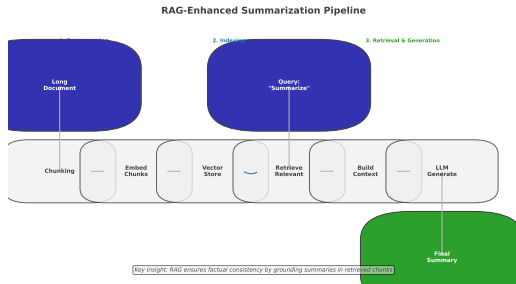 RAG-Enhanced Summarization Pipeline
2. Indexing
3. Retrieval & Generation
Long
Document
Query:
"Summarize"
Chunking
Embed
Chunks
Vector
Store
Retrieve
Relevant
Build
Context
LLM
Generate
Final
Summary
Key Insight: RAG ensures factual consistency by grounding summaries in retrieved chunks